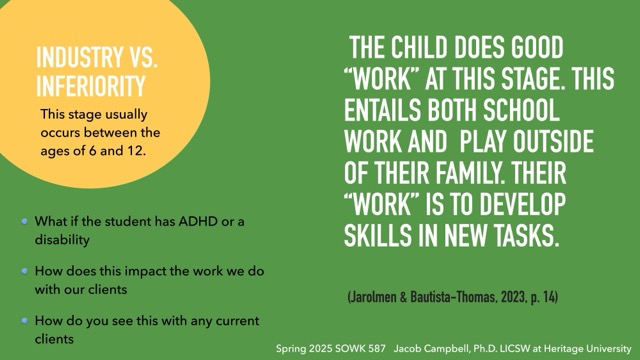 INDUSTRY VS.
INFERIORITY
This stage usually
occurs between the
ages of 6 and 12.
What if the student has ADHD or a
disability
How does this impact the work we do
with our clients
How do you see this with any current
clients
THE CHILD DOES GOOD
“WORK” AT THIS STAGE. THIS
ENTAILS BOTH SCHOOL
WORK AND PLAY OUTSIDE
OF THEIR FAMILY. THEIR
“WORK” IS TO DEVELOP
SKILLS IN NEW TASKS.
(Jarolmen & Bautista-Thomas, 2023, p. 14)
Spring 2025 SOWK 587 Jacob Campbell, Ph.D. LICSW at Heritage University